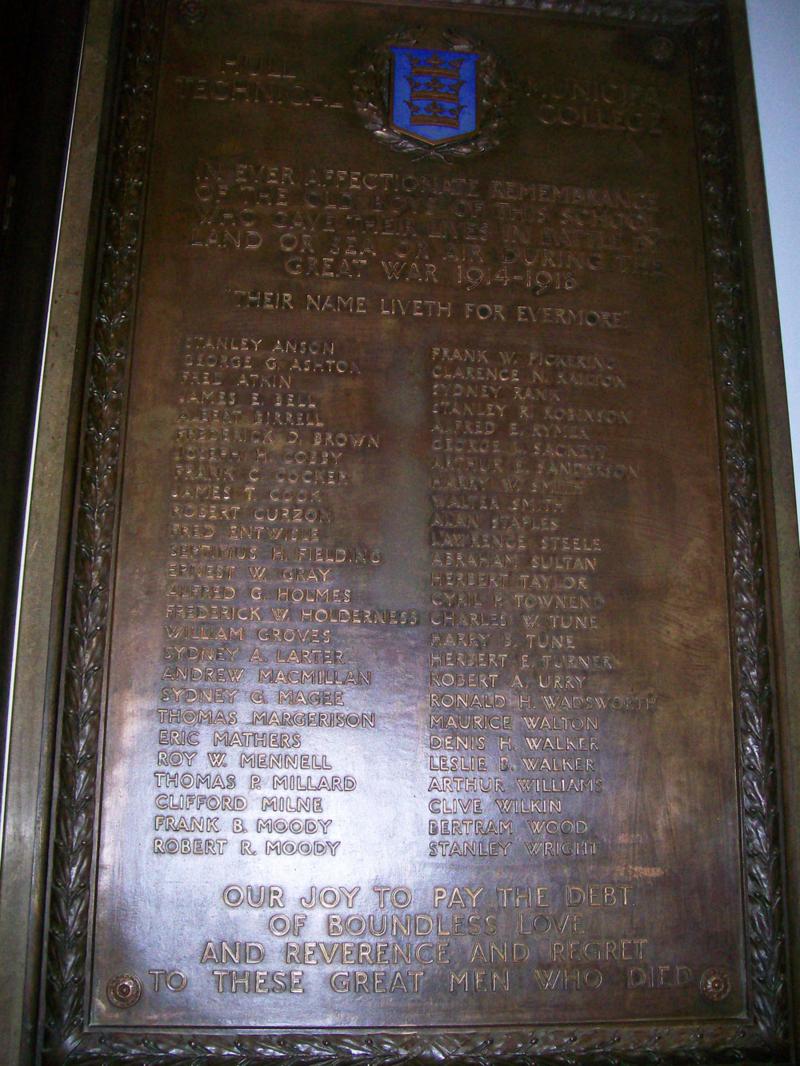 HULL MUNICIPAL
TECHNICAL COLLEGE
IN EVER AFFECTIONATE REMEMBRANCE
OF THE OLD BOYS OF THIS SCHOOL
WHO GAVE THEIR LIVES IN BATTLE BY
LAND OR SEA OR AIR DURING THE
GREAT WAR 1914-1918
"THEIR NAME LIVETH FOR EVERMORE"
STANLEY ANSON
GEORGE G. ASHTON
FRED ATKIN
JAMES E. BELL
ALBERT BIRRELL
FREDERICK D. BROWN
JOSEPH H. COBBY
FRANK C. COCKER
JAMES T. COOK
ROBERT CURZON
FRED ENTWISLE
SEPTIMUS H. FIELDING
ERNEST W. GRAY
ALFRED G. HOLMES
FREDERICK W. HOLDERNESS
WILLIAM GROVES
SYDNEY A. LARTER
ANDREW MACMILLAN
SYDNEY G. MAGEE
THOMAS MARGERISON
ERIC MATHERS
ROY W. MENNELL
THOMAS P. MILLARD
CLIFFORD MILNE
FRANK B. MOODY
ROBERT R. MOODY
FRANK W. PICKERING
CLARENCE N. RAILTON
SYDNEY RANK
STANLEY R. ROBINSON
ALFRED E. RYMER
GEORGE SACKETT
ARTHUR E. SANDERSON
HARRY W. SMITH
WALTER SMITH
ALAN STAPLES
LAWRENCE STEELE
ABRAHAM SULTAN
HERBERT TAYLOR
CYRIL P. TOWNEND
CHARLES W. TUNE
HARRY B. TUNE
HERBERT E. TURNER
ROBERT A. URRY
RONALD H. WADSWORTH
MAURICE WALTON
DENIS H. WALKER
LESLIE B. WALKER
ARTHUR WILLIAMS
CLIVE WILKIN
BERTRAM WOOD
STANLEY WRIGHT
OUR JOY TO PAY THE DEBT
OF BOUNDLESS LOVE
AND REVERENCE AND REGRET
TO THESE GREAT MEN WHO DIED